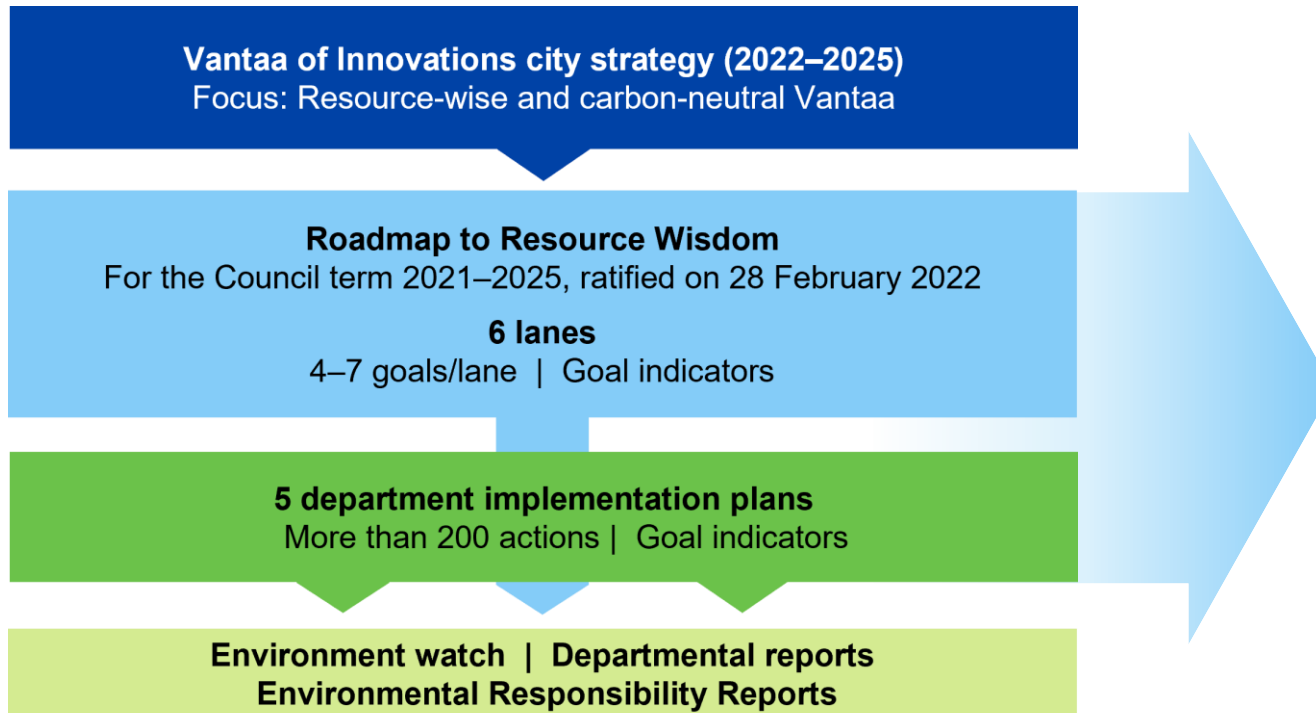 Vantaa of Innovations city strategy (2022–2025)
Focus: Resource-wise and carbon-neutral Vantaa
Roadmap to Resource Wisdom
For the Council term 2021–2025, ratified on 28 February 2022
6 lanes
4–7 goals/lane | Goal indicators
5 department implementation plans
More than 200 actions | Goal indicators
Environment watch | Departmental reports
Environmental Responsibility Reports